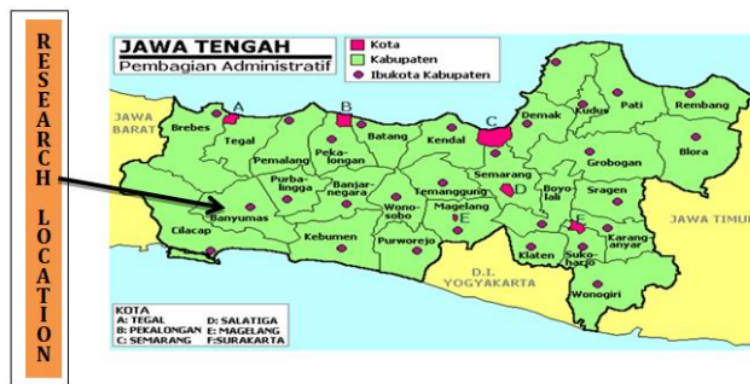 RESEARCH LOCATION
JAWA TENGAH
Pembagian Administratif
Kota
Kabupaten
Ibukota Kabupaten
JAWA
BARAT
Brebes
A
Tegal
Pemalang
B
Peka-
longan
Batang
Kendal
C
Demak
Kudus
Pati
Rembang
Blora
Grobogan
Semarang
D
Purba-
lingga
Banjar-
negara
Banyumas
Cilacap
Wono-
sobo
Temanggung
Magelang
E
Boyo-
lali
Sragen
F
Kebumen
Purworejo
Klaten
Suko-
harjo
Karang-
anyar
Wonogiri
JAWA TIMUR
D.I.
YOGYAKARTA
KOTA
A: TEGAL D: SALATIGA
B: PEKALONGAN E: MAGELANG
C: SEMARANG F:SURAKARTA